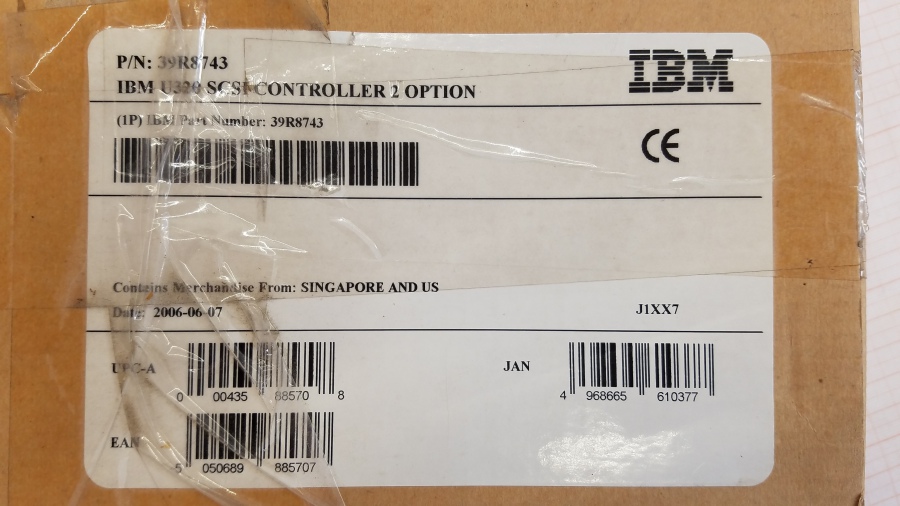 P/N: 39R8743
IBM
IBM U320 SCSI CONTROLLER 2 OPTION
(1P) IBM Part Number: 39R8743
CE
Contains Merchandise From: SINGAPORE AND US
Date: 2006-06-07
J1XX7
UPC-A
0 00435 88570 8
JAN
4 968665 610377
EAN
5 050689 885707